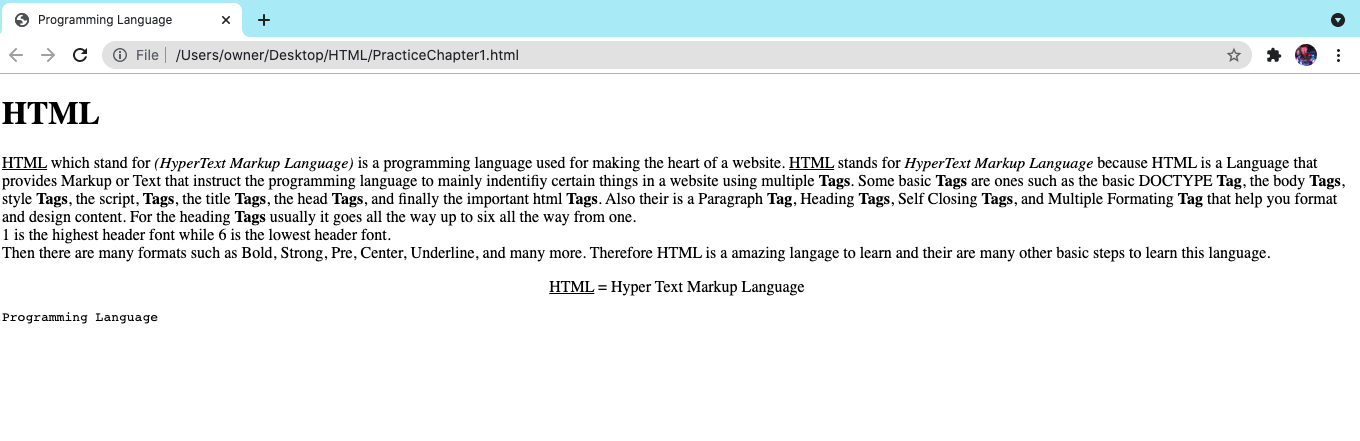 Programming Language
File
/Users/owner/Desktop/HTML/PracticeChapter1.html
HTML
HTML which stand for (HyperText Markup Language) is a programming language used for making the heart of a website. HTML stands for HyperText Markup Language because HTML is a Language that
provides Markup or Text that instruct the programming language to mainly indentifiy certain things in a website using multiple Tags. Some basic Tags are ones such as the basic DOCTYPE Tag, the body Tags,
style Tags, the script, Tags, the title Tags, the head Tags, and finally the important html Tags. Also their is a Paragraph Tag, Heading Tags, Self Closing Tags, and Multiple Formating Tag that help you format
and design content. For the heading Tags usually it goes all the way up to six all the way from one.
1 is the highest header font while 6 is the lowest header font.
Then there are many formats such as Bold, Strong, Pre, Center, Underline, and many more. Therefore HTML is a amazing langage to learn and their are many other basic steps to learn this language.
HTML = Hyper Text Markup Language
Programming Language